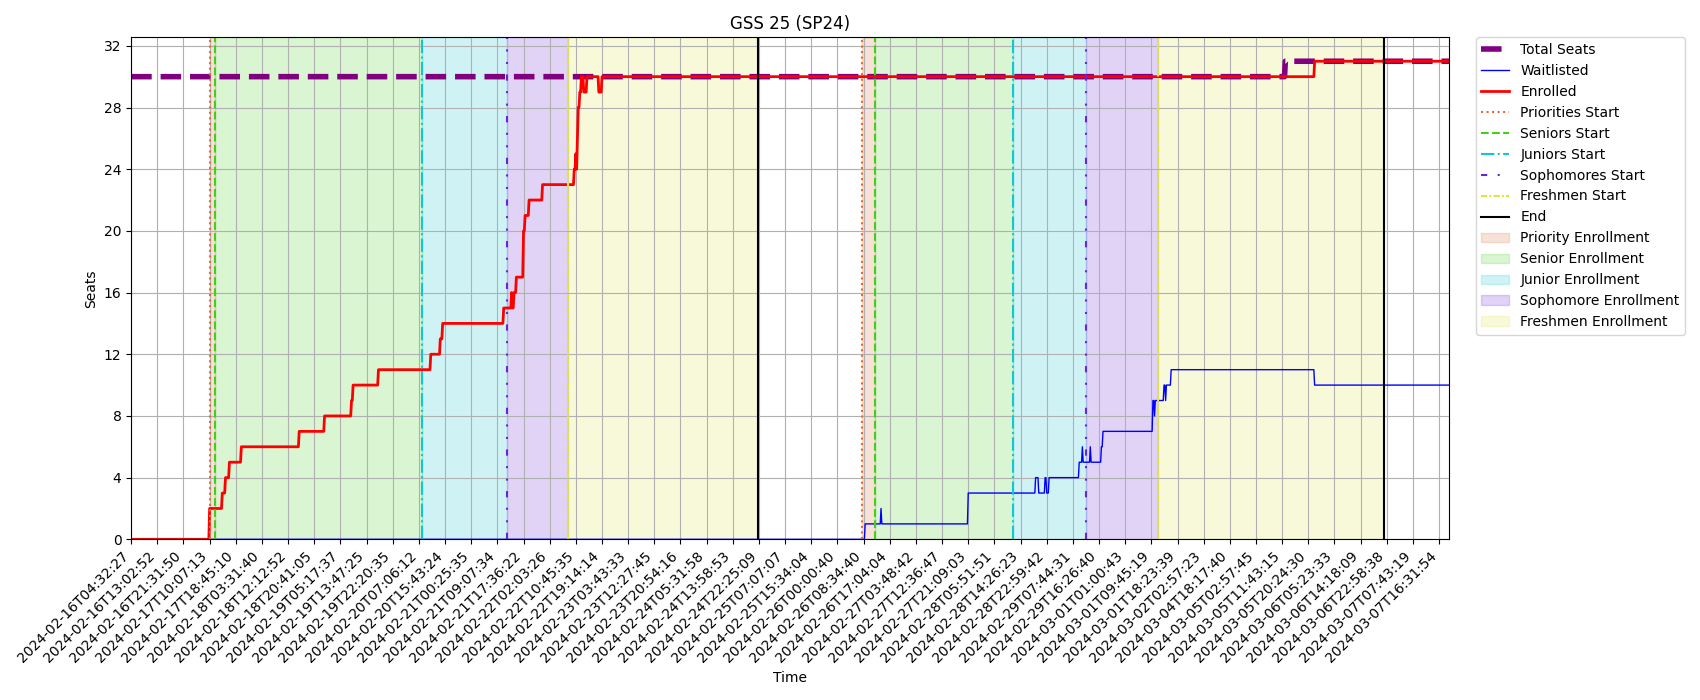 GSS 25 (SP24)
32
28
24
20
16
12
8
4
0
Seats
2024-02-16T04:32:27
2024-02-16T13:02:52
2024-02-16T21:31:50
2024-02-17T10:07:13
2024-02-17T18:45:10
2024-02-18T03:31:40
2024-02-18T12:12:52
2024-02-18T20:41:05
2024-02-19T05:17:37
2024-02-19T13:47:25
2024-02-19T22:20:35
2024-02-20T07:06:12
2024-02-20T15:43:24
2024-02-21T00:25:35
2024-02-21T09:07:34
2024-02-21T17:36:22
2024-02-22T02:03:26
2024-02-22T10:45:35
2024-02-22T19:14:14
2024-02-23T03:43:33
2024-02-23T12:27:45
2024-02-23T20:54:16
2024-02-24T05:31:58
2024-02-24T13:58:53
2024-02-24T22:25:09
2024-02-25T07:07:07
2024-02-25T15:34:04
2024-02-26T00:00:40
2024-02-26T08:34:40
2024-02-26T17:04:04
2024-02-27T03:48:42
2024-02-27T12:36:47
2024-02-27T21:09:03
2024-02-28T05:51:51
2024-02-28T14:26:23
2024-02-28T22:59:42
2024-02-29T07:44:31
2024-02-29T16:26:40
2024-03-01T01:00:43
2024-03-01T09:45:19
2024-03-01T18:23:39
2024-03-02T02:57:23
2024-03-04T18:17:40
2024-03-05T02:57:45
2024-03-05T11:43:15
2024-03-05T20:24:30
2024-03-06T05:23:33
2024-03-06T14:18:09
2024-03-06T22:58:38
2024-03-07T07:43:19
2024-03-07T16:31:54
Time
Total Seats
Waitlisted
Enrolled
Priorities Start
Seniors Start
Juniors Start
Sophomores Start
Freshmen Start
End
Priority Enrollment
Senior Enrollment
Junior Enrollment
Sophomore Enrollment
Freshmen Enrollment